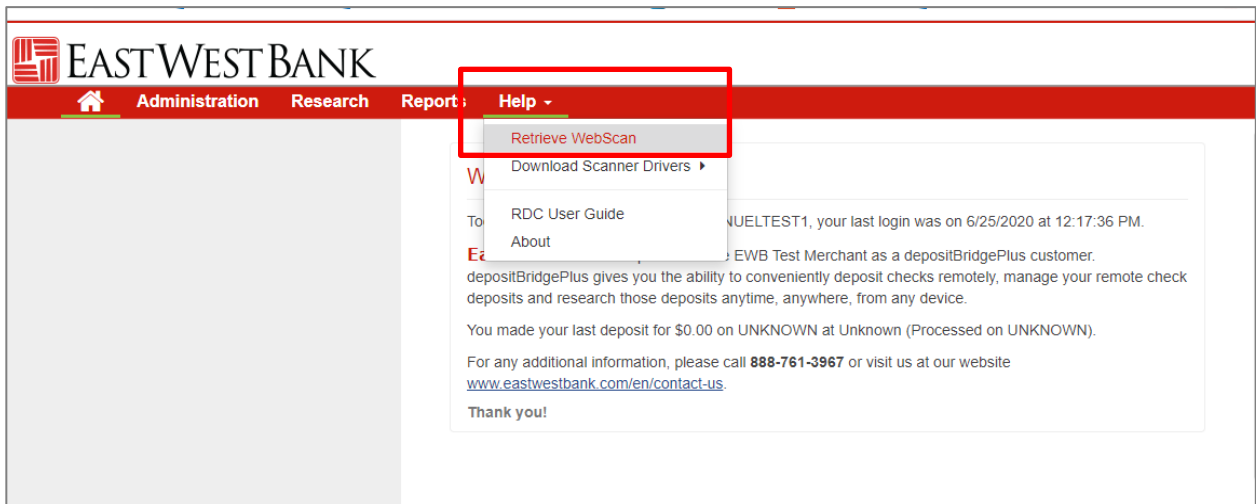 EASTWEST BANK
Administration Research Reports Help
Retrieve WebScan
Download Scanner Drivers
RDC User Guide
About
W
To NUELTEST1, your last login was on 6/25/2020 at 12:17:36 PM.
Ea EWB Test Merchant as a depositBridgePlus customer.
depositBridgePlus gives you the ability to conveniently deposit checks remotely, manage your remote check
deposits and research those deposits anytime, anywhere, from any device.
You made your last deposit for $0.00 on UNKNOWN at Unknown (Processed on UNKNOWN).
For any additional information, please call 888-761-3967 or visit us at our website
www.eastwestbank.com/en/contact-us.
Thank you!